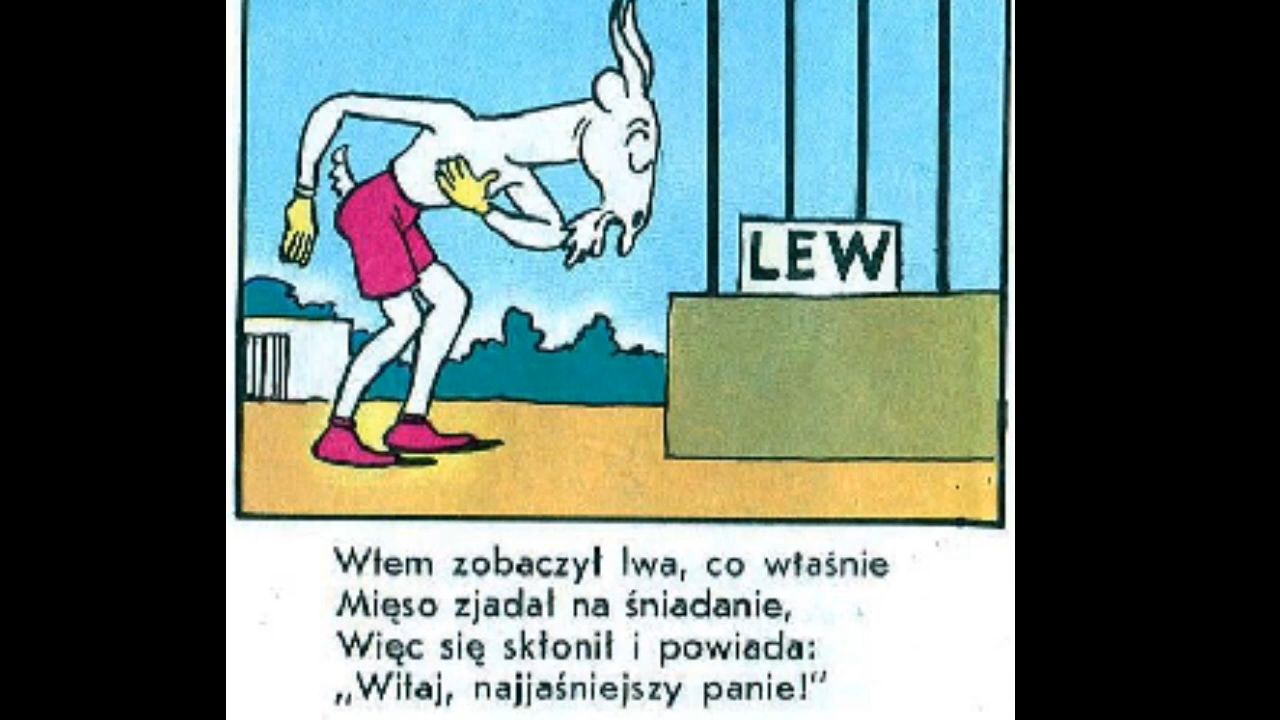 LEW
Wtem zobaczył lwa, co właśnie
Mięso zjadał na śniadanie,
Więc się skłonił i powiada:
„Witaj, najjaśniejszy panie!”